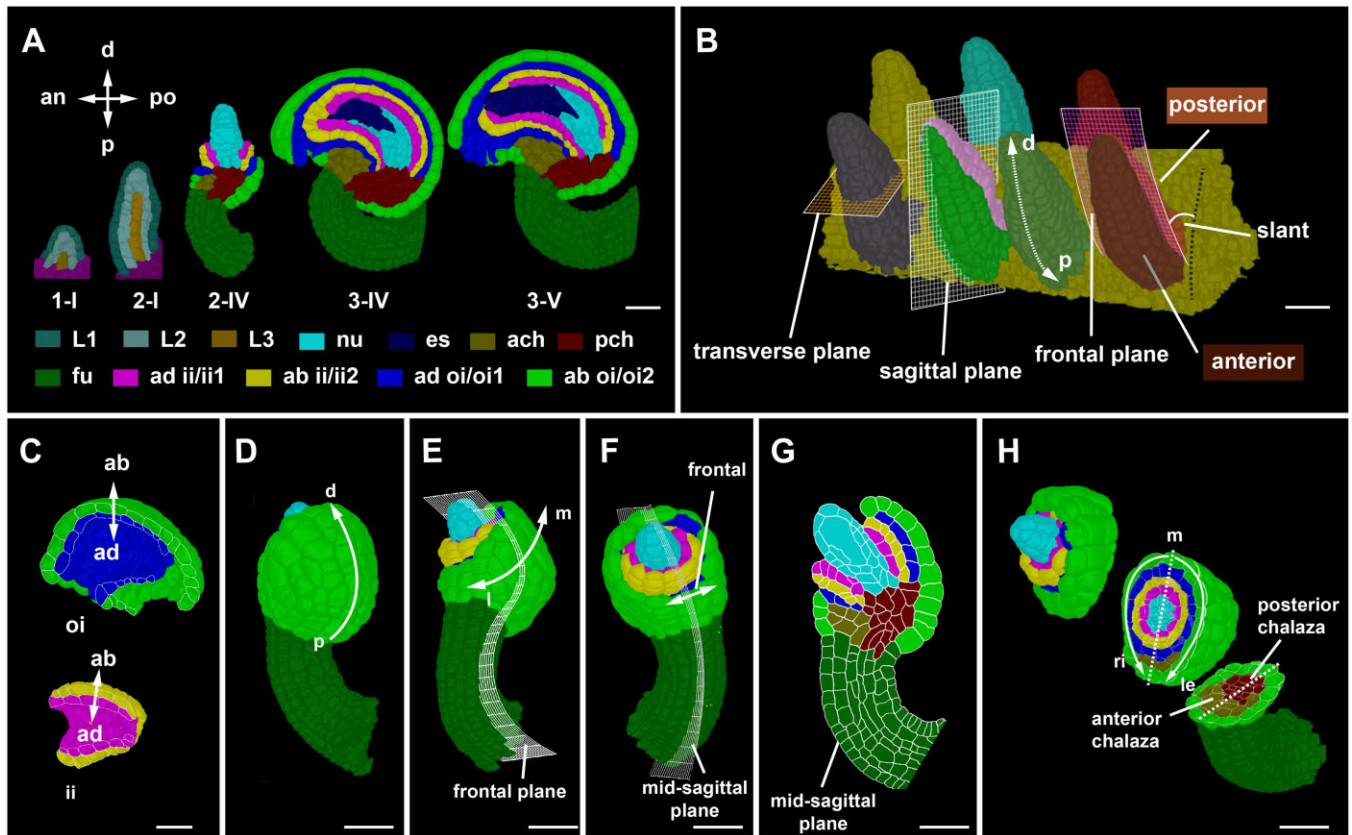 A
d
an
po
p
1-I
2-I
2-IV
3-IV
3-V
L1 L2 L3 nu es ach pch
fu ad ii/ii1 ab ii/ii2 ad oi/oi1 ab oi/oi2
B
posterior
d
p
slant
transverse plane
sagittal plane
frontal plane
anterior
C
ab
ad
oi
ab
ad
ii
D
d
p
E
m
l
frontal plane
F
frontal
mid-sagittal
plane
G
mid-sagittal
plane
H
m
posterior
chalaza
ri
le
anterior
chalaza